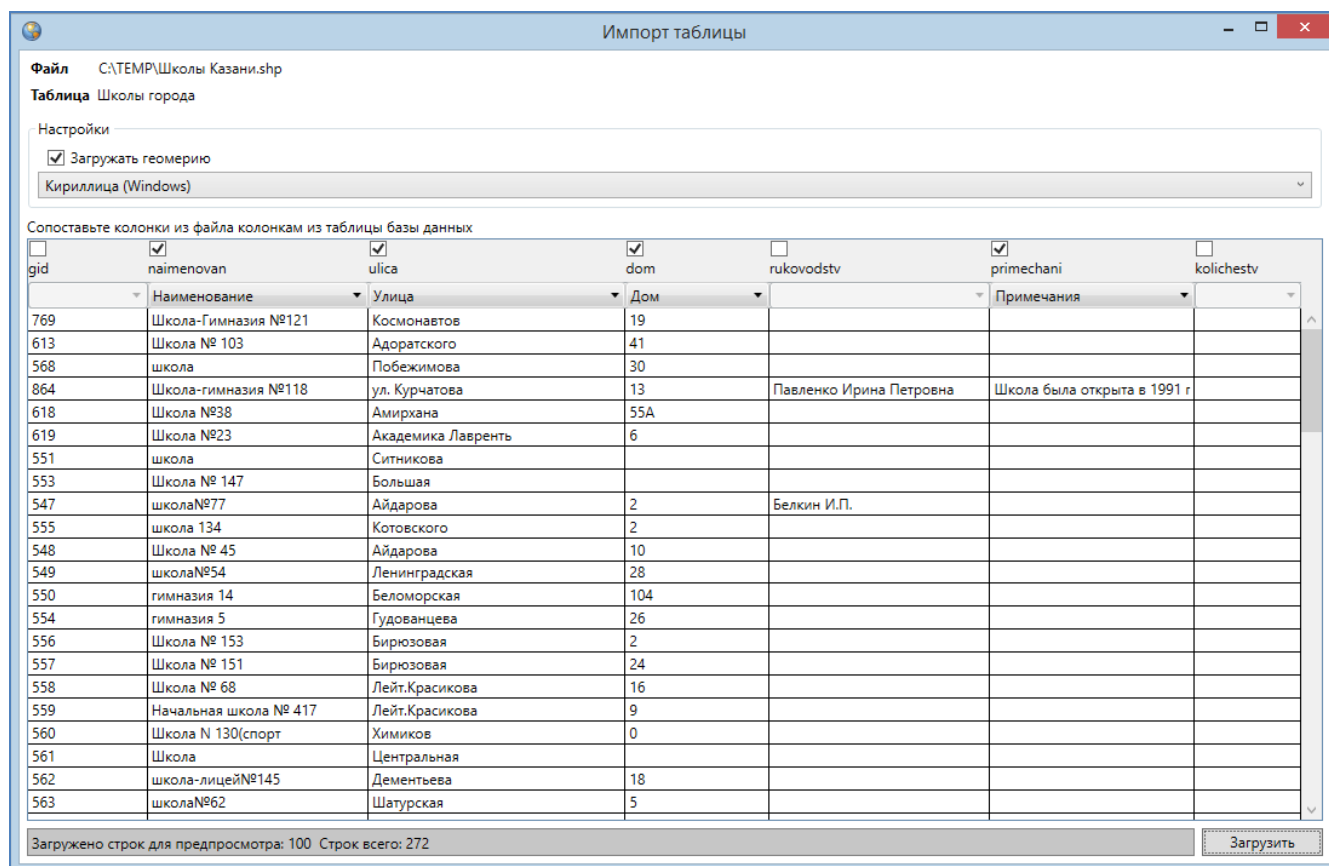 Импорт таблицы
Файл C:\TEMP\Школы Казани.shp
Таблица Школы города
Настройки
Загружать геомерию
Кириллица (Windows)
Сопоставьте колонки из файла колонкам из таблицы базы данных
gid naimenovan ulica dom rukovodstv primechani kolichestv
Наименование Улица Дом Примечания
769 Школа-Гимназия №121 Космонавтов 19
613 Школа № 103 Адоратского 41
568 школа Побежимова 30
864 Школа-гимназия №118 ул. Курчатова 13 Павленко Ирина Петровна Школа была открыта в 1991 г
618 Школа №38 Амирхана 55А
619 Школа №23 Академика Лавренть 6
551 школа Ситникова
553 Школа № 147 Большая
547 школа№77 Айдарова 2 Белкин И.П.
555 школа 134 Котовского 2
548 Школа № 45 Айдарова 10
549 школа№54 Ленинградская 28
550 гимназия 14 Беломорская 104
554 гимназия 5 Гудованцева 26
556 Школа № 153 Бирюзовая 2
557 Школа № 151 Бирюзовая 24
558 Школа № 68 Лейт.Красикова 16
559 Начальная школа № 417 Лейт.Красикова 9
560 Школа N 130(спорт Химиков 0
561 Школа Центральная
562 школа-лицей№145 Дементьева 18
563 школа№62 Шатурская 5
Загружено строк для предпросмотра: 100 Строк всего: 272 Загрузить